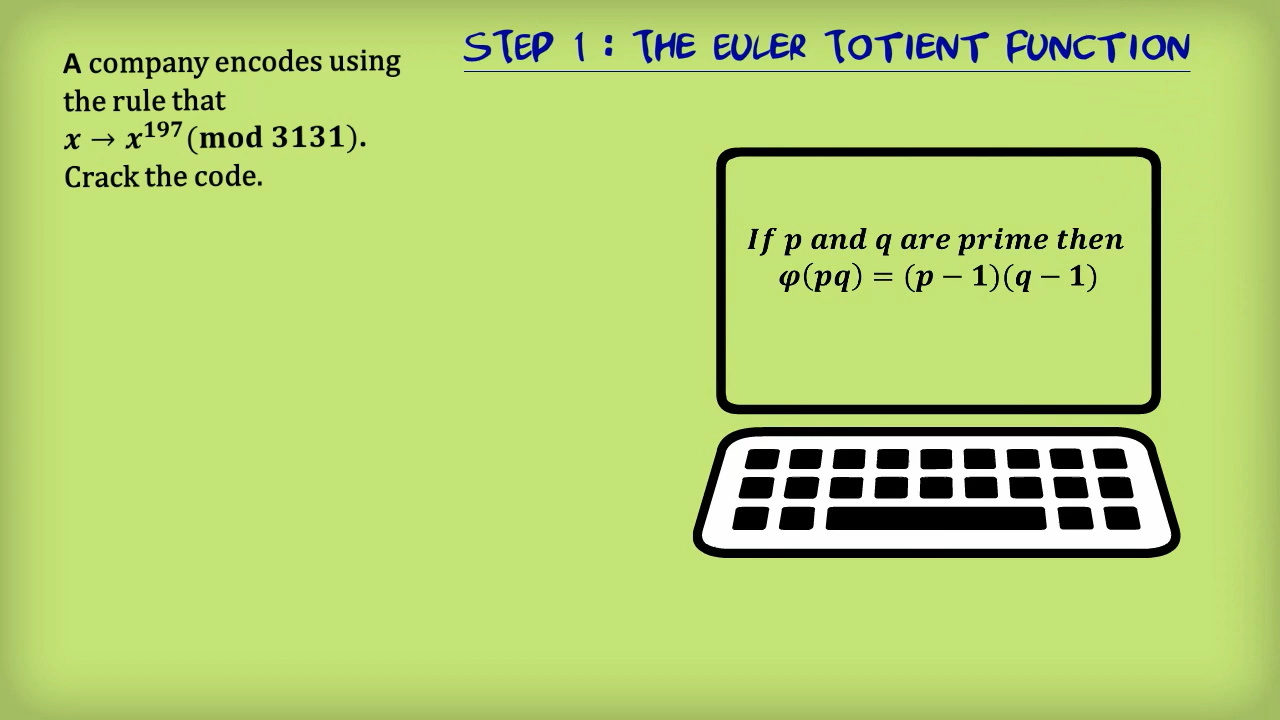 STEP 1 : THE EULER TOTIENT FUNCTION
A company encodes using
the rule that
x → x¹⁹⁷(mod 3131).
Crack the code.
If p and q are prime then
φ(pq) = (p − 1)(q − 1)